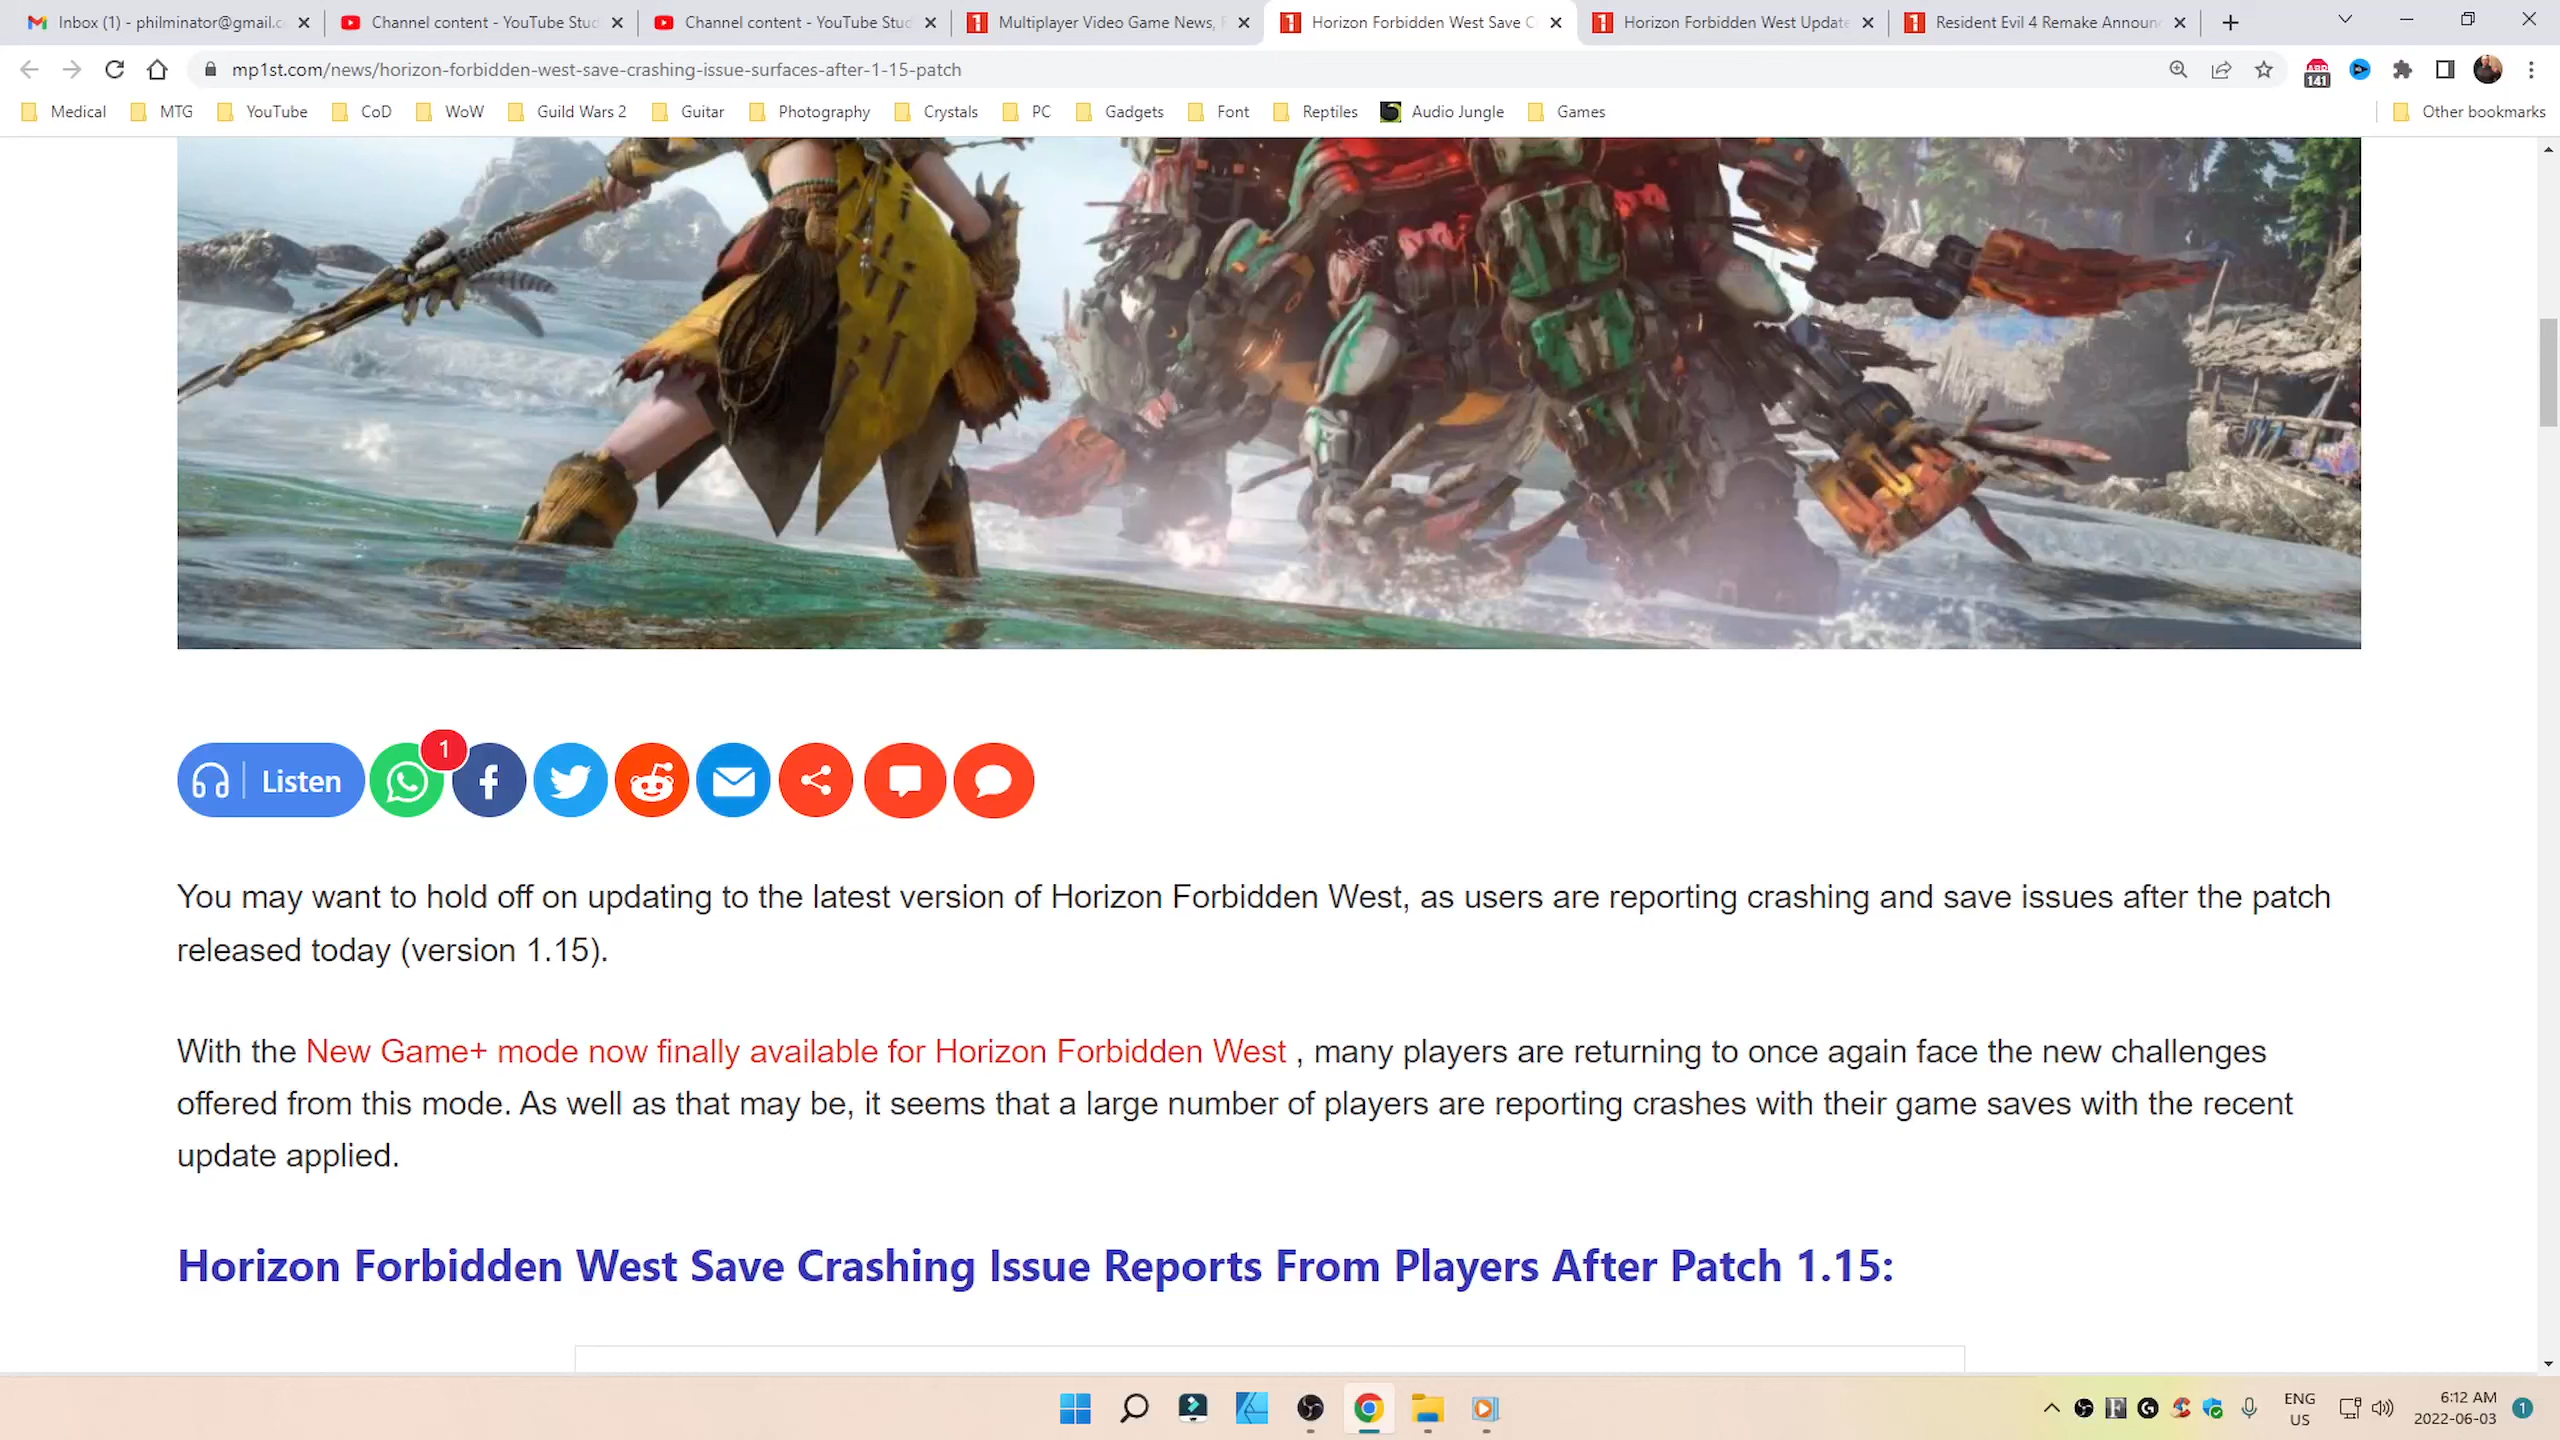 Inbox (1) - philminator@gmail.c
Channel content - YouTube Stud
Channel content - YouTube Stud
Multiplayer Video Game News, R
Horizon Forbidden West Save C
Horizon Forbidden West Update
Resident Evil 4 Remake Announ
mp1st.com/news/horizon-forbidden-west-save-crashing-issue-surfaces-after-1-15-patch
141
Medical
MTG
YouTube
CoD
WoW
Guild Wars 2
Guitar
Photography
Crystals
PC
Gadgets
Font
Reptiles
Audio Jungle
Games
Other bookmarks
Listen
1
You may want to hold off on updating to the latest version of Horizon Forbidden West, as users are reporting crashing and save issues after the patch
released today (version 1.15).
With the New Game+ mode now finally available for Horizon Forbidden West , many players are returning to once again face the new challenges
offered from this mode. As well as that may be, it seems that a large number of players are reporting crashes with their game saves with the recent
update applied.
Horizon Forbidden West Save Crashing Issue Reports From Players After Patch 1.15:
ENG
US
6:12 AM
2022-06-03
1